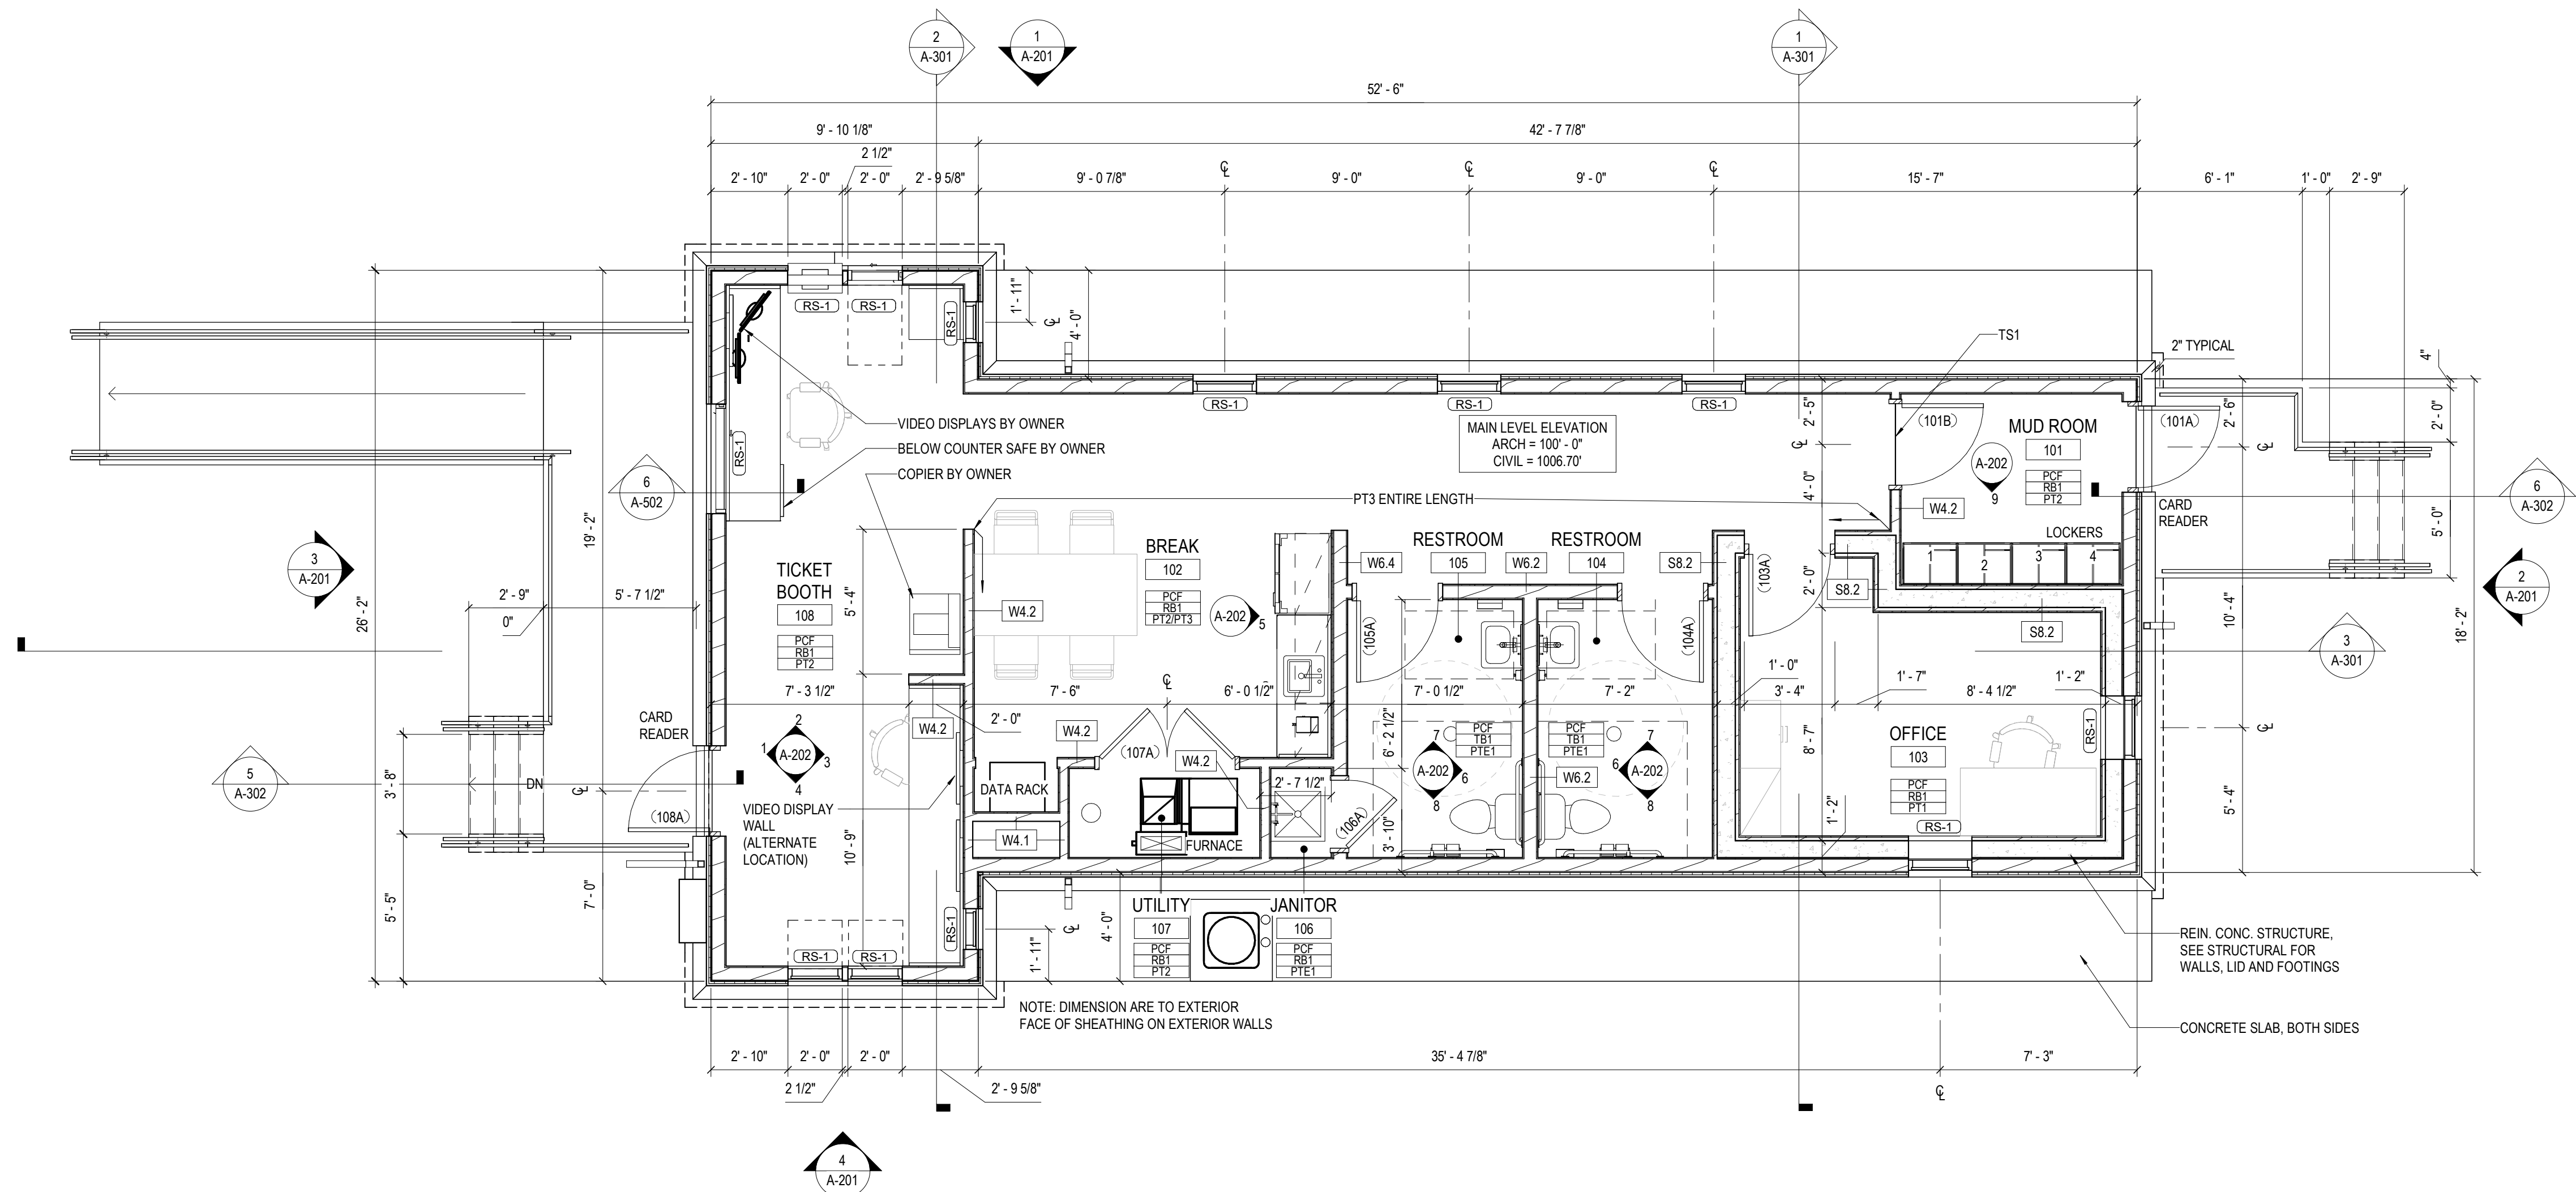 2
A-301
1
A-201
1
A-301
52' - 6"
9' - 10 1/8"
42' - 7 7/8"
2 1/2"
2' - 10"
2' - 0"
2' - 0"
2' - 9 5/8"
9' - 0 7/8"
9' - 0"
9' - 0"
15' - 7"
6' - 1"
1' - 0"
2' - 9"
RS-1
RS-1
RS-1
1' - 11"
4' - 0"
TS1
2" TYPICAL
4"
RS-1
RS-1
RS-1
2' - 5"
2' - 6"
2' - 0"
VIDEO DISPLAYS BY OWNER
BELOW COUNTER SAFE BY OWNER
COPIER BY OWNER
RS-1
MAIN LEVEL ELEVATION
ARCH = 100' - 0"
CIVIL = 1006.70'
101B
MUD ROOM
101
PCF
RB1
PT2
101A
A-202
9
6
A-502
PT3 ENTIRE LENGTH
4' - 0"
W4.2
CARD
READER
6
A-302
LOCKERS
1
2
3
4
5' - 0"
19' - 2"
26' - 2"
3
A-201
TICKET
BOOTH
108
PCF
RB1
PT2
5' - 4"
BREAK
102
PCF
RB1
PT2/PT3
A-202
5
W4.2
W6.4
RESTROOM
105
W6.2
RESTROOM
104
S8.2
103A
2' - 0"
S8.2
S8.2
2
A-201
10' - 4"
18' - 2"
3
A-301
2' - 9"
0"
5' - 7 1/2"
105A
104A
7' - 3 1/2"
2' - 0"
7' - 6"
6' - 0 1/2"
7' - 0 1/2"
7' - 2"
1' - 0"
3' - 4"
1' - 7"
8' - 4 1/2"
1' - 2"
CARD
READER
W4.2
W4.2
107A
W4.2
PCF
TB1
PTE1
PCF
TB1
PTE1
6' - 2 1/2"
7
A-202
6
8
7
6
A-202
8
W6.2
8' - 7"
OFFICE
103
PCF
RB1
PT1
RS-1
RS-1
5
A-302
3' - 8"
DN
1
2
A-202
3
4
108A
VIDEO DISPLAY
WALL
(ALTERNATE
LOCATION)
10' - 9"
DATA RACK
W4.1
FURNACE
2' - 7 1/2"
106A
3' - 10"
1' - 2"
5' - 4"
5' - 5"
7' - 0"
RS-1
RS-1
RS-1
1' - 11"
4' - 0"
UTILITY
107
PCF
RB1
PT2
JANITOR
106
PCF
RB1
PTE1
REIN. CONC. STRUCTURE,
SEE STRUCTURAL FOR
WALLS, LID AND FOOTINGS
NOTE: DIMENSION ARE TO EXTERIOR
FACE OF SHEATHING ON EXTERIOR WALLS
CONCRETE SLAB, BOTH SIDES
2' - 10"
2' - 0"
2' - 0"
35' - 4 7/8"
7' - 3"
2 1/2"
2' - 9 5/8"
4
A-201